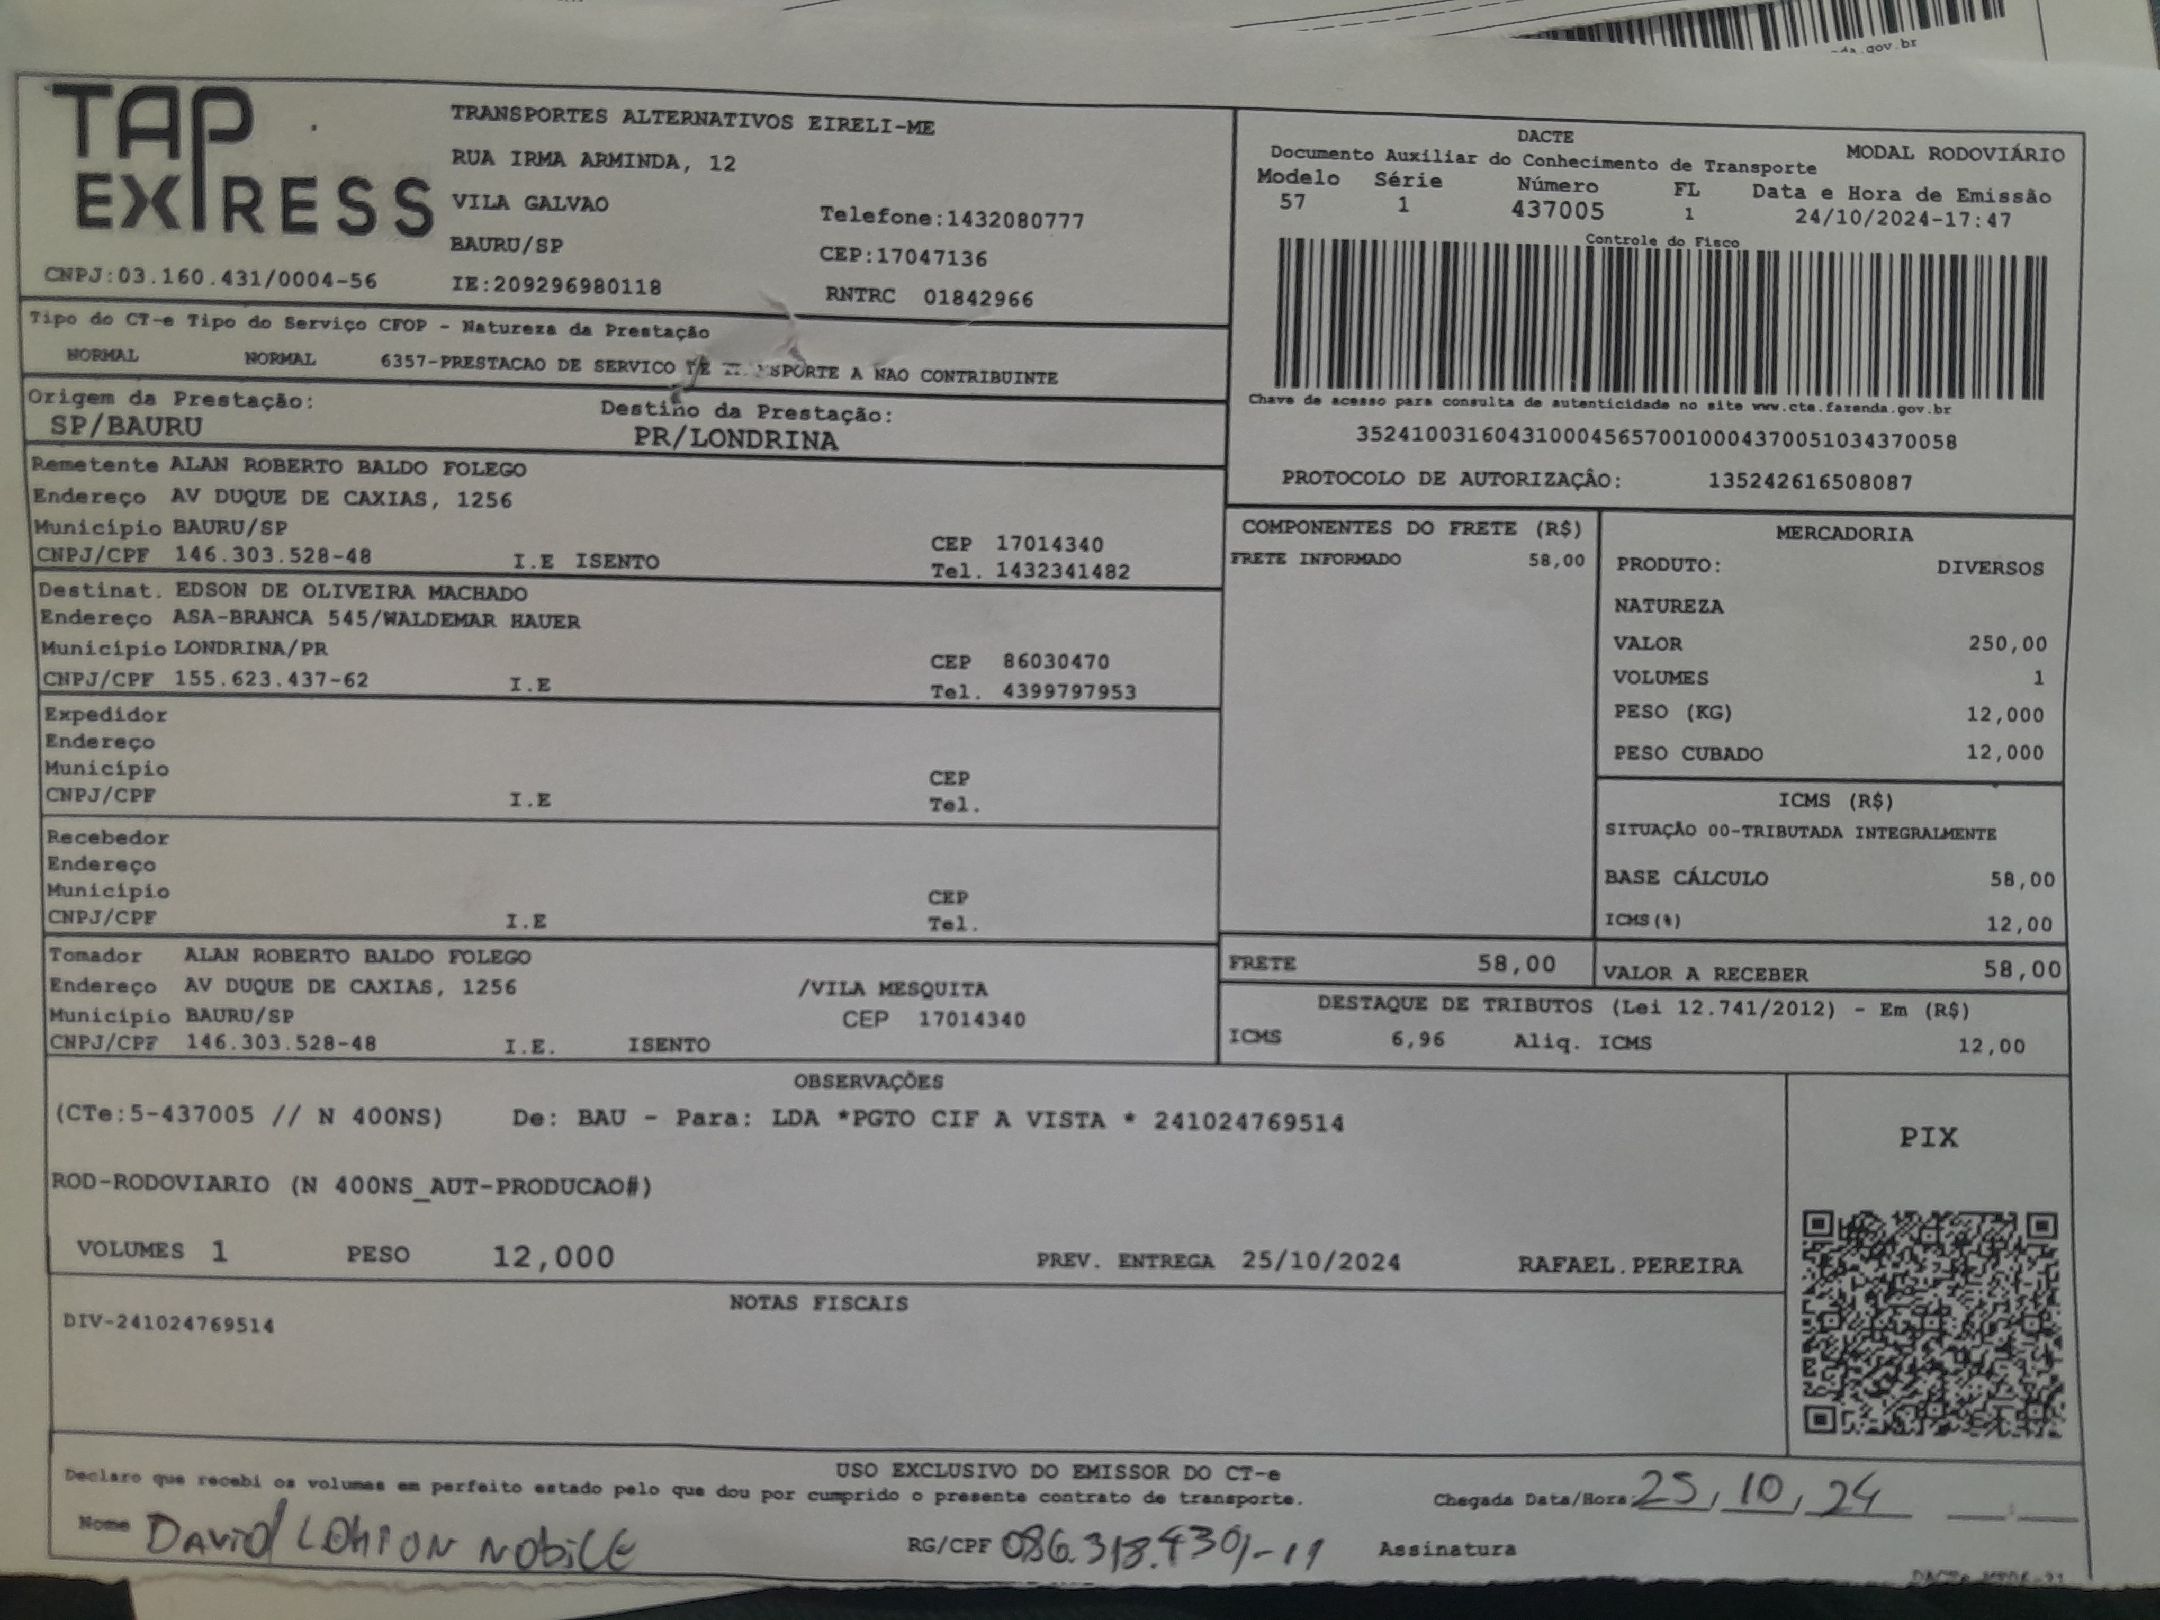 da.gov.br
TAP EXPRESS
TRANSPORTES ALTERNATIVOS EIRELI-ME
RUA IRMA ARMINDA, 12
VILA GALVAO Telefone:1432080777
BAURU/SP CEP:17047136
CNPJ:03.160.431/0004-56 IE:209296980118 RNTRC 01842966
DACTE
Documento Auxiliar do Conhecimento de Transporte MODAL RODOVIÁRIO
Modelo Série Número FL Data e Hora de Emissão
57 1 437005 1 24/10/2024-17:47
Controle do Fisco
Chave de acesso para consulta de autenticidade no site www.cte.fazenda.gov.br
35241003160431000456570010004370051034370058
PROTOCOLO DE AUTORIZAÇÂO: 135242616508087
Tipo do CT-e Tipo do Serviço CFOP - Natureza da Prestação
NORMAL NORMAL 6357-PRESTACAO DE SERVICO SPORTE A NAO CONTRIBUINTE
Origem da Prestação: Destino da Prestação:
SP/BAURU PR/LONDRINA
Remetente ALAN ROBERTO BALDO FOLEGO
Endereço AV DUQUE DE CAXIAS, 1256
Município BAURU/SP CEP 17014340
CNPJ/CPF 146.303.528-48 I.E ISENTO Tel. 1432341482
Destinat. EDSON DE OLIVEIRA MACHADO
Endereço ASA-BRANCA 545/WALDEMAR HAUER
Município LONDRINA/PR CEP 86030470
CNPJ/CPF 155.623.437-62 I.E Tel. 4399797953
Expedidor
Endereço
Município CEP
CNPJ/CPF I.E Tel.
Recebedor
Endereço
Município CEP
CNPJ/CPF I.E Tel.
Tomador ALAN ROBERTO BALDO FOLEGO
Endereço AV DUQUE DE CAXIAS, 1256 /VILA MESQUITA
Município BAURU/SP CEP 17014340
CNPJ/CPF 146.303.528-48 I.E. ISENTO
COMPONENTES DO FRETE (R$)
FRETE INFORMADO 58,00
MERCADORIA
PRODUTO: DIVERSOS
NATUREZA
VALOR 250,00
VOLUMES 1
PESO (KG) 12,000
PESO CUBADO 12,000
ICMS (R$)
SITUAÇÃO 00-TRIBUTADA INTEGRALMENTE
BASE CÁLCULO 58,00
ICMS(%) 12,00
FRETE 58,00 VALOR A RECEBER 58,00
DESTAQUE DE TRIBUTOS (Lei 12.741/2012) - Em (R$)
ICMS 6,96 Aliq. ICMS 12,00
OBSERVAÇÕES
(CTe:5-437005 // N 400NS) De: BAU - Para: LDA *PGTO CIF A VISTA * 241024769514
ROD-RODOVIARIO (N 400NS_AUT-PRODUCAO#)
VOLUMES 1 PESO 12,000 PREV. ENTREGA 25/10/2024 RAFAEL.PEREIRA
PIX
NOTAS FISCAIS
DIV-241024769514
USO EXCLUSIVO DO EMISSOR DO CT-e
Declaro que recebi os volumes em perfeito estado pelo que dou por cumprido o presente contrato de transporte.
Chegada Data/Hora: 25/10/24
Nome David Nobile RG/CPF Assinatura